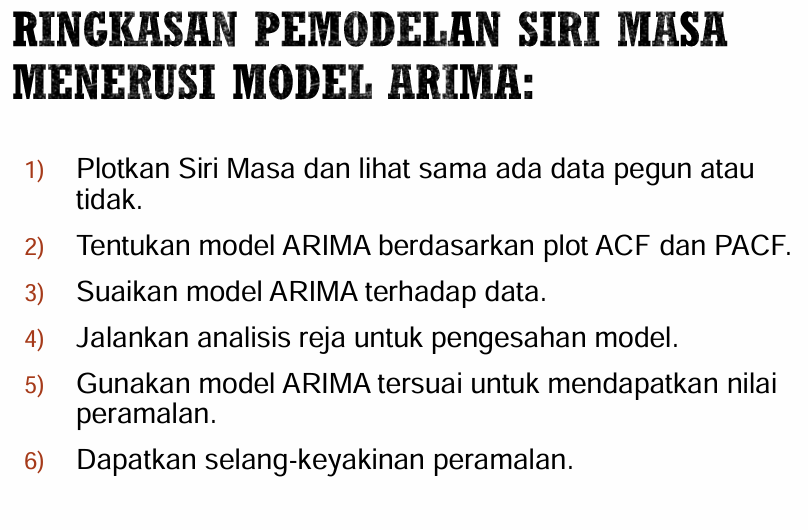 RINGKASAN PEMODELAN SIRI MASA
MENERUSI MODEL ARIMA:
1) Plotkan Siri Masa dan lihat sama ada data pegun atau
tidak.
2) Tentukan model ARIMA berdasarkan plot ACF dan PACF.
3) Suaikan model ARIMA terhadap data.
4) Jalankan analisis reja untuk pengesahan model.
5) Gunakan model ARIMA tersuai untuk mendapatkan nilai
peramalan.
6) Dapatkan selang-keyakinan peramalan.